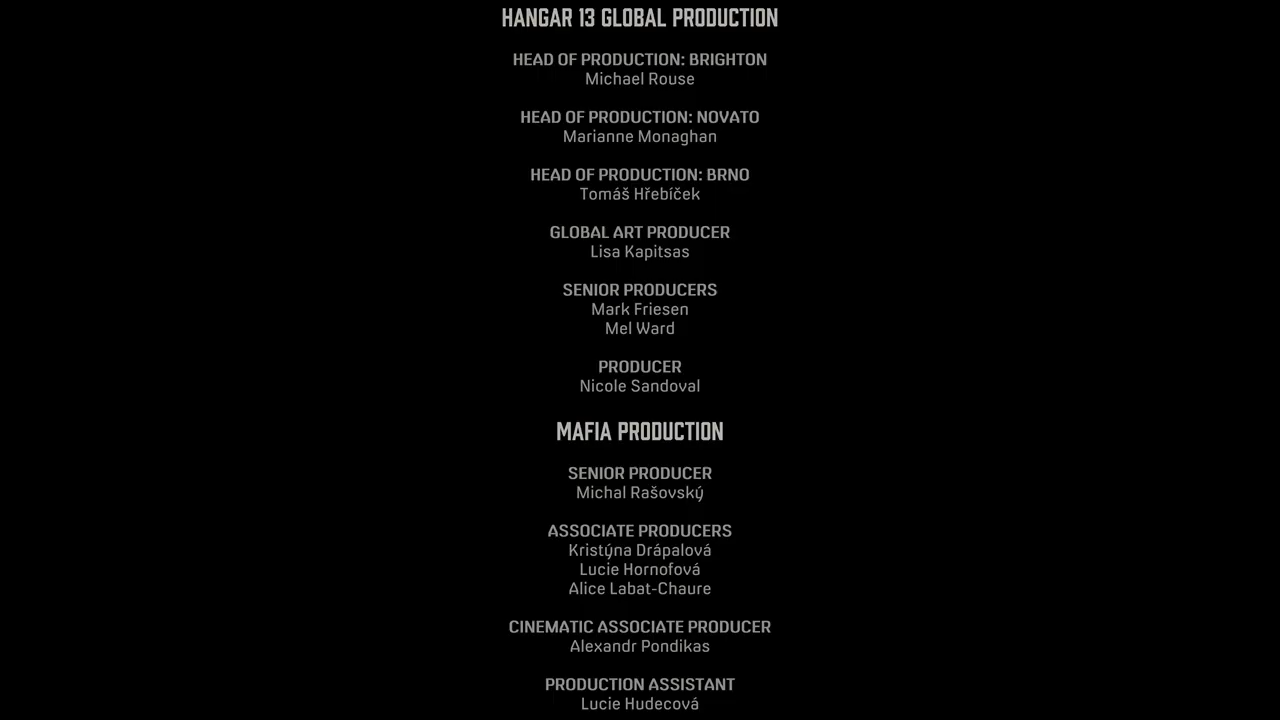 HANGAR 13 GLOBAL PRODUCTION
HEAD OF PRODUCTION: BRIGHTON
Michael Rouse
HEAD OF PRODUCTION: NOVATO
Marianne Monaghan
HEAD OF PRODUCTION: BRNO
Tomáš Hřebíček
GLOBAL ART PRODUCER
Lisa Kapitsas
SENIOR PRODUCERS
Mark Friesen
Mel Ward
PRODUCER
Nicole Sandoval
MAFIA PRODUCTION
SENIOR PRODUCER
Michal Rašovský
ASSOCIATE PRODUCERS
Kristýna Drápalová
Lucie Hornofová
Alice Labat-Chaure
CINEMATIC ASSOCIATE PRODUCER
Alexandr Pondikas
PRODUCTION ASSISTANT
Lucie Hudecová